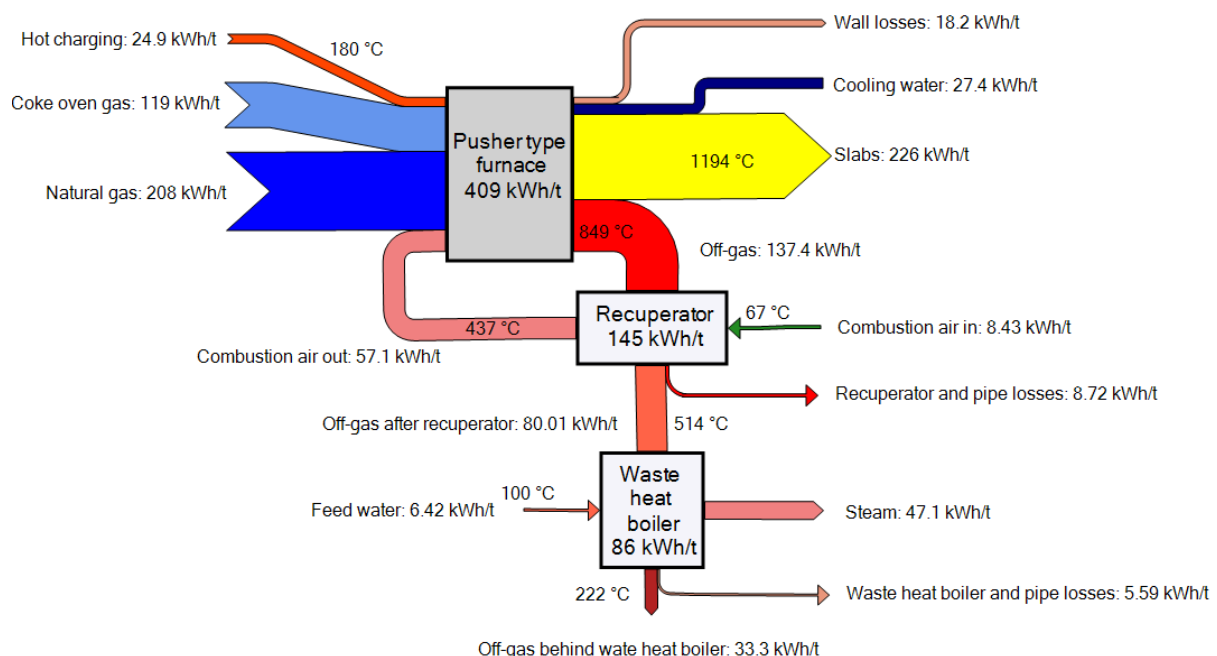 Wall losses: 18.2 kWh/t
Hot charging: 24.9 kWh/t
180 °C
Cooling water: 27.4 kWh/t
Coke oven gas: 119 kWh/t
Pusher type
furnace
409 kWh/t
1194 °C
Slabs: 226 kWh/t
Natural gas: 208 kWh/t
849 °C
Off-gas: 137.4 kWh/t
Recuperator
145 kWh/t
67 °C
Combustion air in: 8.43 kWh/t
437 °C
Combustion air out: 57.1 kWh/t
Recuperator and pipe losses: 8.72 kWh/t
Off-gas after recuperator: 80.01 kWh/t
514 °C
Waste
heat
boiler
86 kWh/t
100 °C
Feed water: 6.42 kWh/t
Steam: 47.1 kWh/t
222 °C
Waste heat boiler and pipe losses: 5.59 kWh/t
Off-gas behind wate heat boiler: 33.3 kWh/t